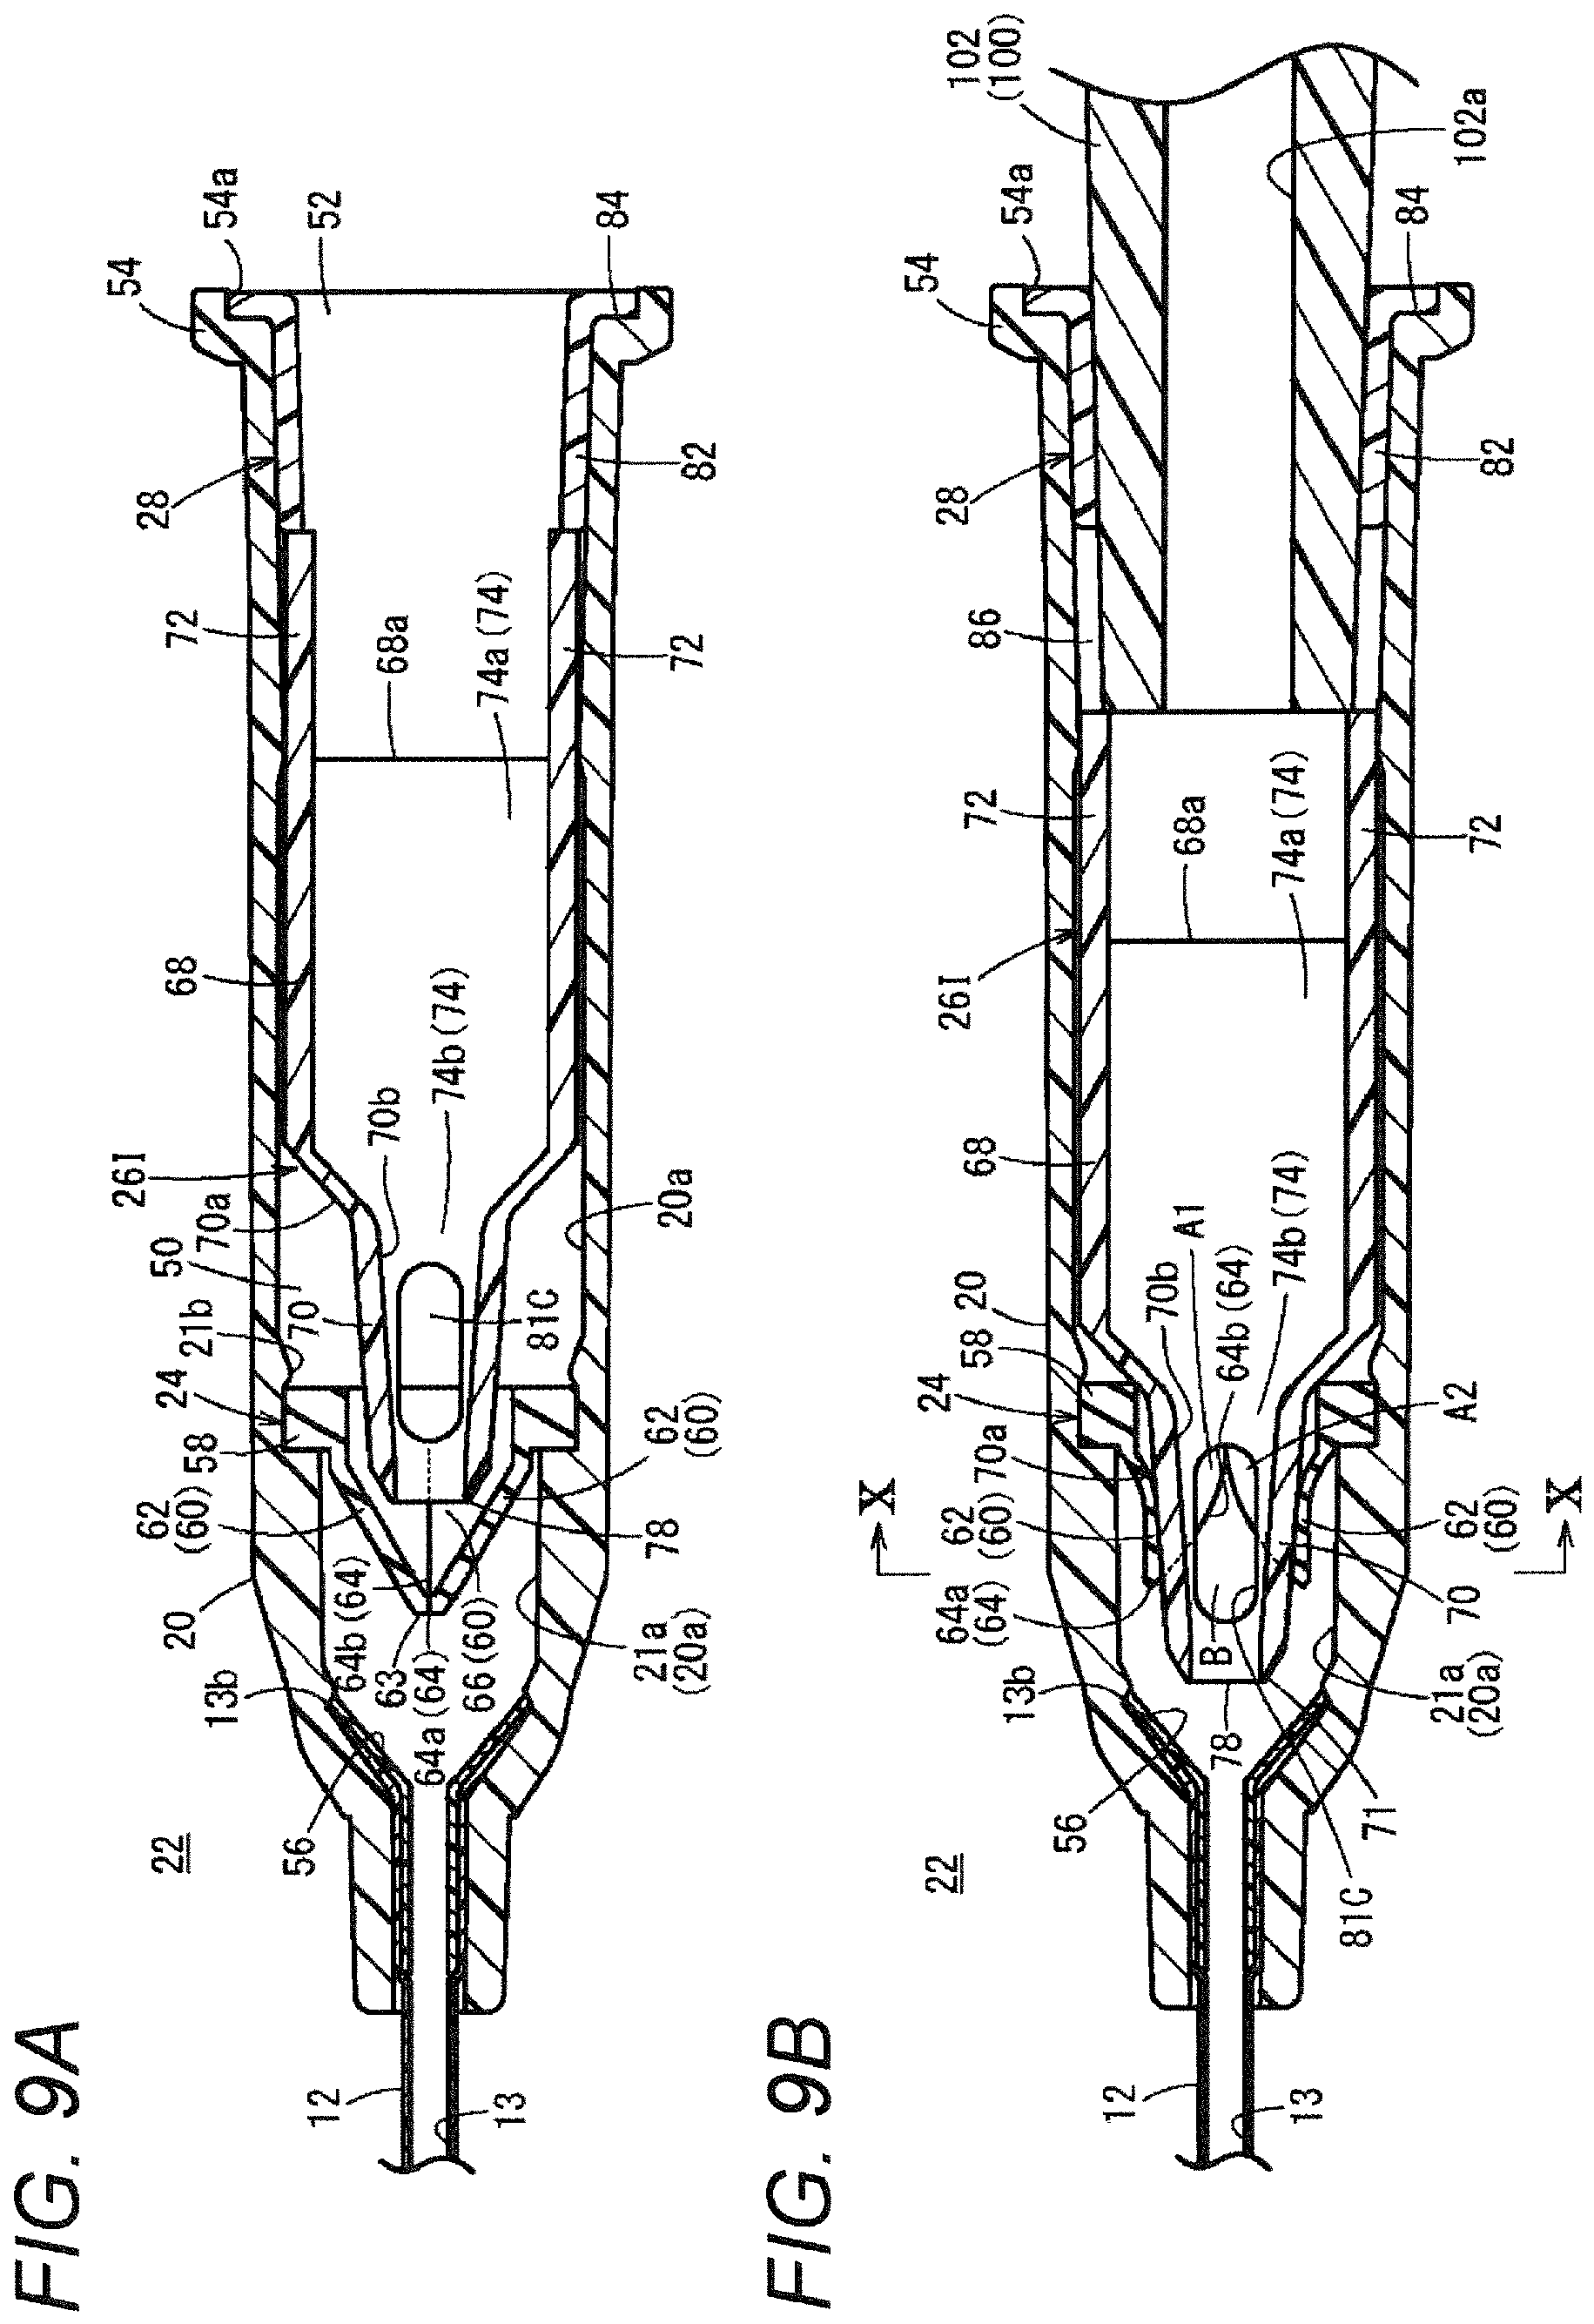 FIG. 9A
22
12
13
56
13b
20
64b(64)
63
64a(64)
66(60)
21a
(20a)
62
(60)
58
24
21b
50
70
70a
26I
78
62
(60)
81C
70b
74b(74)
20a
68
72
68a
74a(74)
72
28
82
54
54a
52
84
FIG. 9B
22
12
13
56
13b
78
81C
71
21a
(20a)
B
64a
(64)
62
(60)
70a
24
58
20
X
X
70
62
(60)
A2
70b
64b(64)
A1
74b(74)
68
26I
72
68a
74a(74)
72
86
28
82
54
54a
84
102
(100)
102a